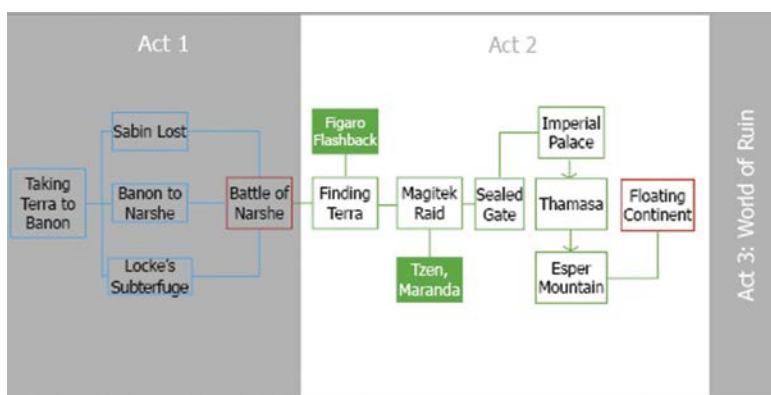 Act 1
Act 2
Sabin Lost
Taking
Terra to
Banon
Banon to
Narshe
Locke's
Subterfuge
Battle of
Narshe
Figaro
Flashback
Finding
Terra
Magitek
Raid
Tzen,
Maranda
Sealed
Gate
Imperial
Palace
Thamasa
Esper
Mountain
Floating
Continent
Act 3: World of Ruin